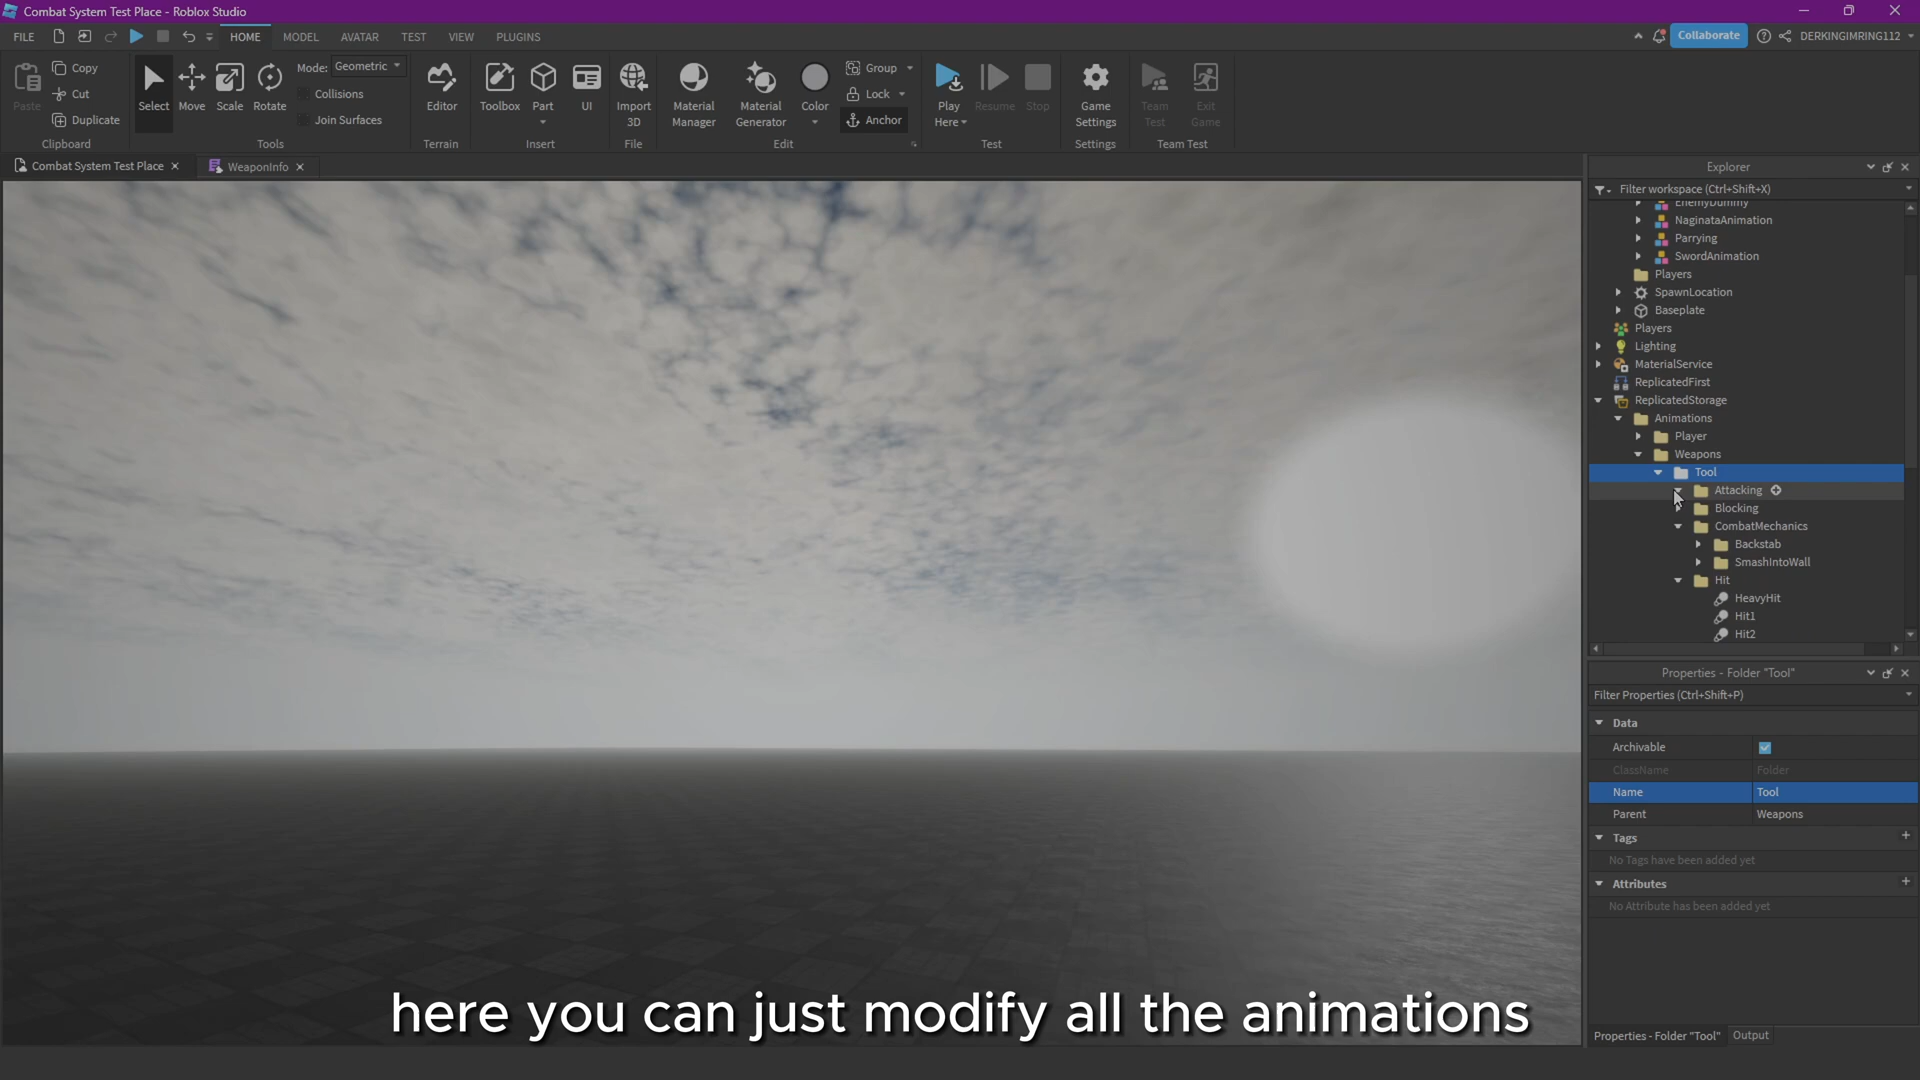 Combat System Test Place - Roblox Studio
FILE
HOME
MODEL
AVATAR
TEST
VIEW
PLUGINS
Collaborate
DERKINGIMRING112
Paste
Copy
Cut
Duplicate
Clipboard
Select
Move
Scale
Rotate
Mode: Geometric
Collisions
Join Surfaces
Tools
Editor
Terrain
Toolbox
Part
UI
Insert
Import
3D
File
Material
Manager
Material
Generator
Color
Group
Lock
Anchor
Edit
Play
Here
Resume
Stop
Test
Game
Settings
Settings
Team
Test
Exit
Game
Team Test
Combat System Test Place
WeaponInfo
Explorer
Filter workspace (Ctrl+Shift+X)
EnemyDummy
NaginataAnimation
Parrying
SwordAnimation
Players
SpawnLocation
Baseplate
Players
Lighting
MaterialService
ReplicatedFirst
ReplicatedStorage
Animations
Player
Weapons
Tool
Attacking
Blocking
CombatMechanics
Backstab
SmashIntoWall
Hit
HeavyHit
Hit1
Hit2
Properties - Folder "Tool"
Filter Properties (Ctrl+Shift+P)
Data
Archivable
ClassName Folder
Name Tool
Parent Weapons
Tags
No Tags have been added yet
Attributes
No Attribute has been added yet
here you can just modify all the animations
Properties - Folder "Tool"
Output